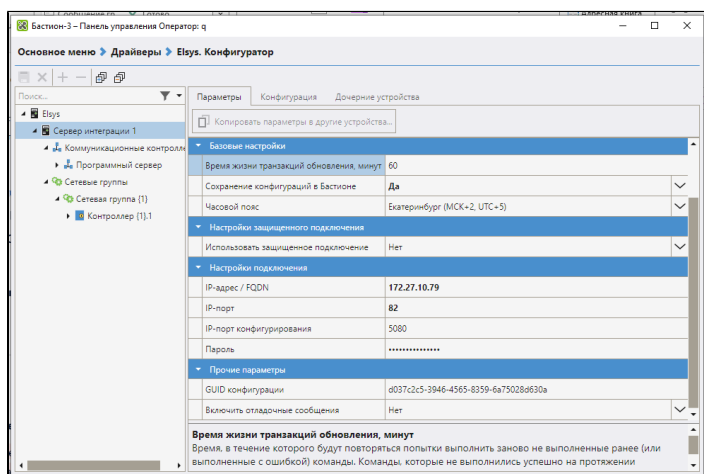 Бастион-3 – Панель управления Оператор: q
Основное меню Драйверы Elsys. Конфигуратор
Поиск...
Elsys
Сервер интеграции 1
Коммуникационные контролле
Программный сервер
Сетевые группы
Сетевая группа {1}
Контроллер {1}.1
Параметры Конфигурация Дочерние устройства
Копировать параметры в другие устройства...
Базовые настройки
Время жизни транзакций обновления, минут 60
Сохранение конфигураций в Бастионе Да
Часовой пояс Екатеринбург (МСК+2, UTC+5)
Настройки защищенного подключения
Использовать защищенное подключение Нет
Настройки подключения
IP-адрес / FQDN 172.27.10.79
IP-порт 82
IP-порт конфигурирования 5080
Пароль •••••••••••••••
Прочие параметры
GUID конфигурации d037c2c5-3946-4565-8359-6a75028d630a
Включить отладочные сообщения Нет
Время жизни транзакций обновления, минут
Время, в течение которого будут повторяться попытки выполнить заново не выполненные ранее (или
выполненные с ошибкой) команды. Команды, которые не выполнились успешно на протяжении